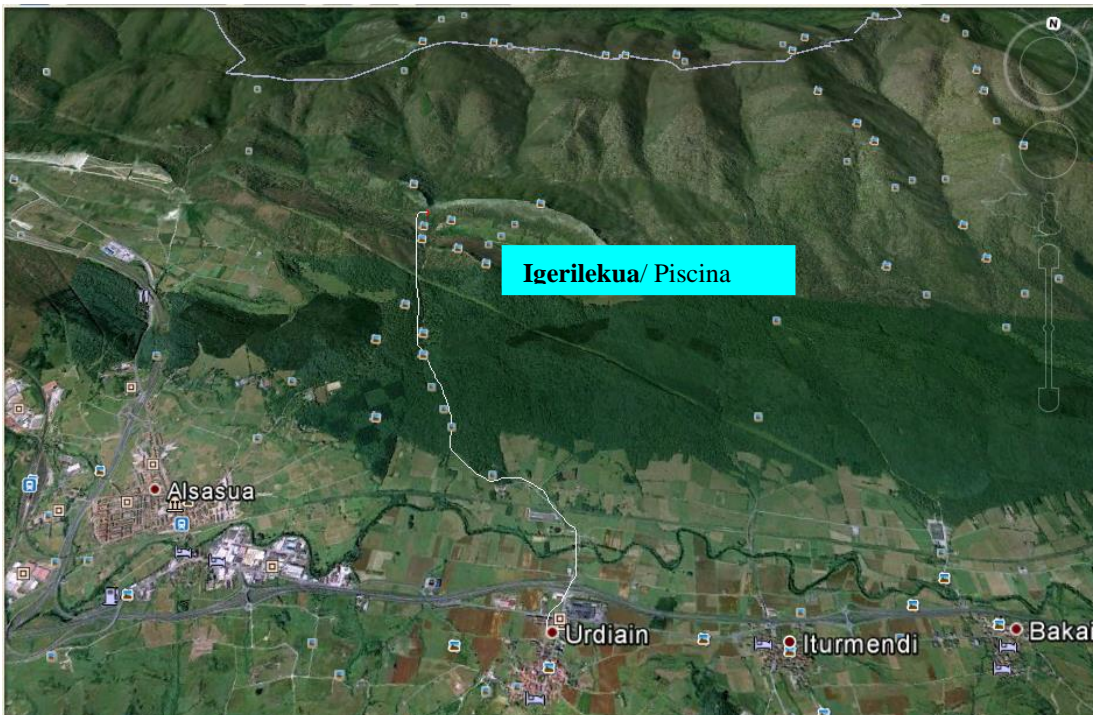 N
Igerilekua/ Piscina
Alsasua
Urdiain
Iturmendi
Bakai